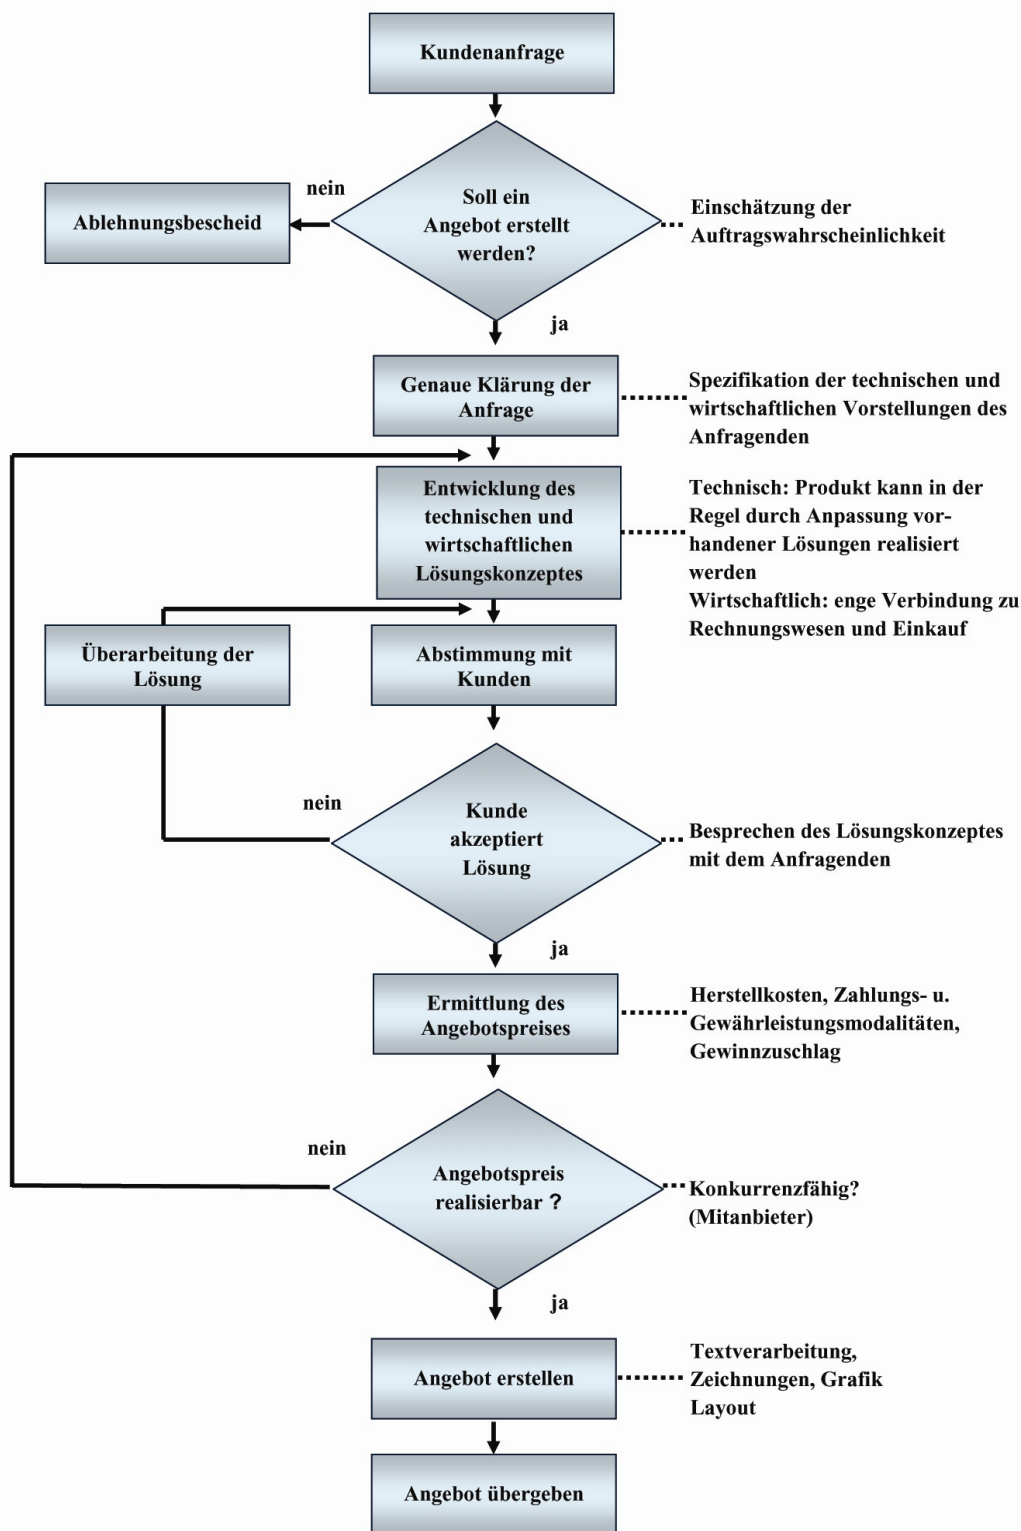 Kundenanfrage
nein
Soll ein
Angebot erstellt
werden?
Ablehnungsbescheid
Einschätzung der
Auftragswahrscheinlichkeit
ja
Genaue Klärung der
Anfrage
Spezifikation der technischen und
wirtschaftlichen Vorstellungen des
Anfragenden
Entwicklung des
technischen und
wirtschaftlichen
Lösungskonzeptes
Technisch: Produkt kann in der
Regel durch Anpassung vor-
handener Lösungen realisiert
werden
Wirtschaftlich: enge Verbindung zu
Rechnungswesen und Einkauf
Überarbeitung der
Lösung
Abstimmung mit
Kunden
nein
Kunde
akzeptiert
Lösung
Besprechen des Lösungskonzeptes
mit dem Anfragenden
ja
Ermittlung des
Angebotspreises
Herstellkosten, Zahlungs- u.
Gewährleistungsmodalitäten,
Gewinnzuschlag
nein
Angebotspreis
realisierbar ?
Konkurrenzfähig?
(Mitanbieter)
ja
Angebot erstellen
Textverarbeitung,
Zeichnungen, Grafik
Layout
Angebot übergeben